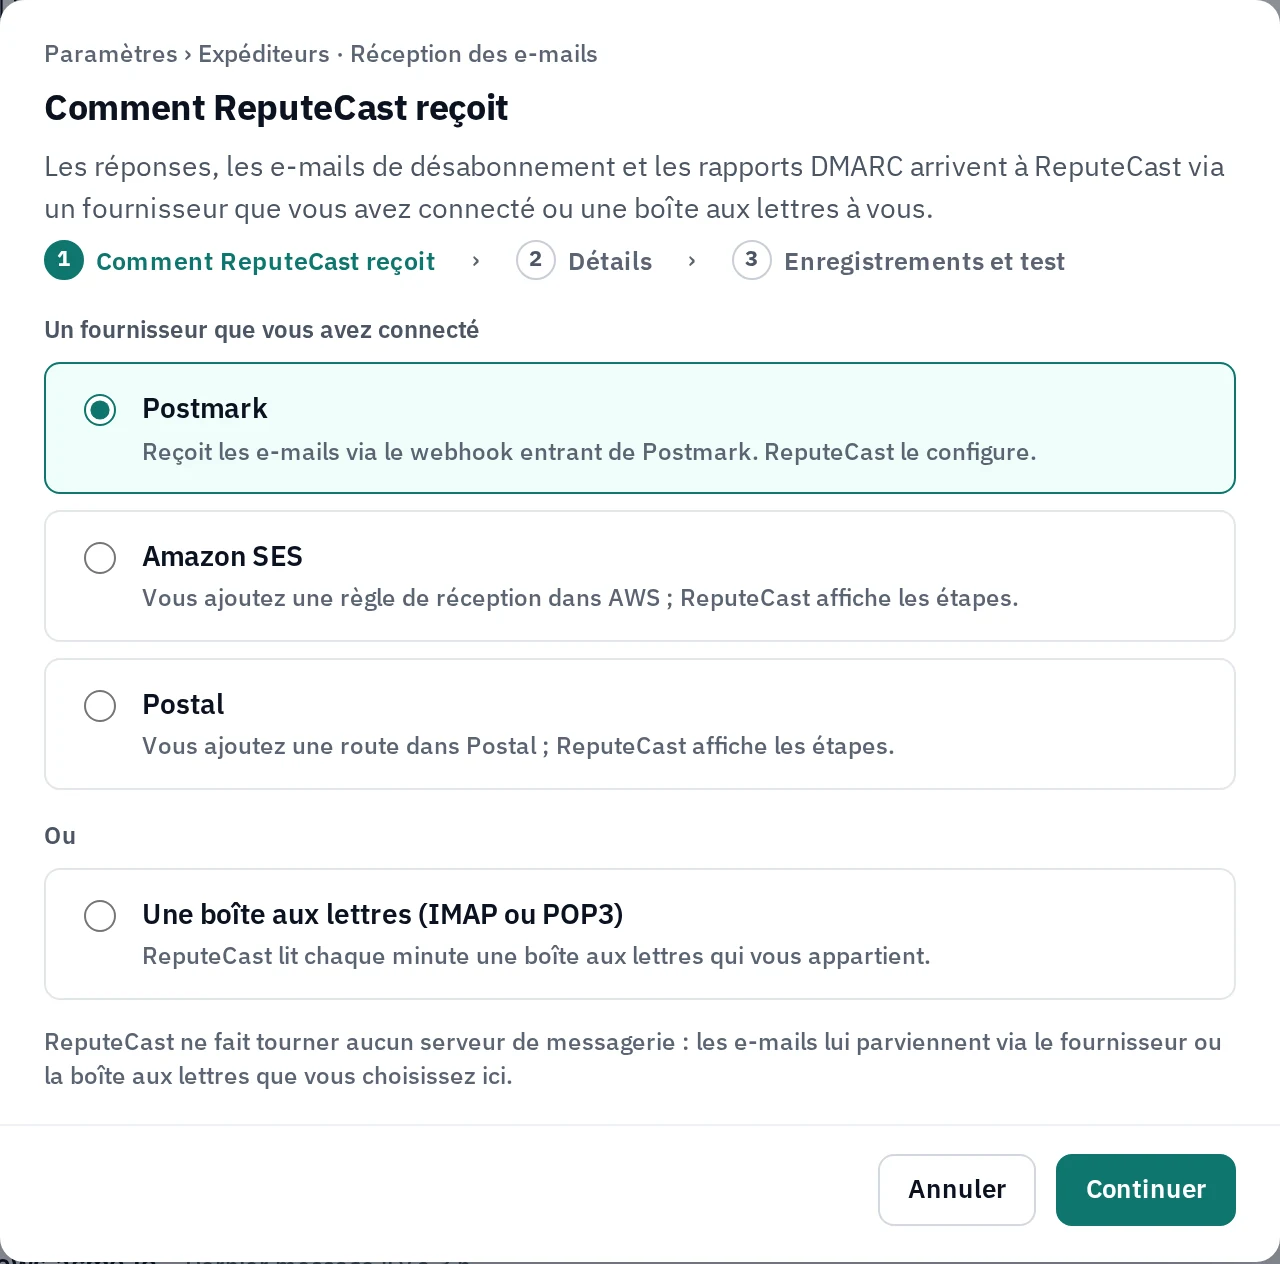 Paramètres › Expéditeurs · Réception des e-mails
Comment ReputeCast reçoit
Les réponses, les e-mails de désabonnement et les rapports DMARC arrivent à ReputeCast via
un fournisseur que vous avez connecté ou une boîte aux lettres à vous.
1 Comment ReputeCast reçoit › 2 Détails › 3 Enregistrements et test
Un fournisseur que vous avez connecté
Postmark
Reçoit les e-mails via le webhook entrant de Postmark. ReputeCast le configure.
Amazon SES
Vous ajoutez une règle de réception dans AWS ; ReputeCast affiche les étapes.
Postal
Vous ajoutez une route dans Postal ; ReputeCast affiche les étapes.
Ou
Une boîte aux lettres (IMAP ou POP3)
ReputeCast lit chaque minute une boîte aux lettres qui vous appartient.
ReputeCast ne fait tourner aucun serveur de messagerie : les e-mails lui parviennent via le fournisseur ou
la boîte aux lettres que vous choisissez ici.
Annuler Continuer